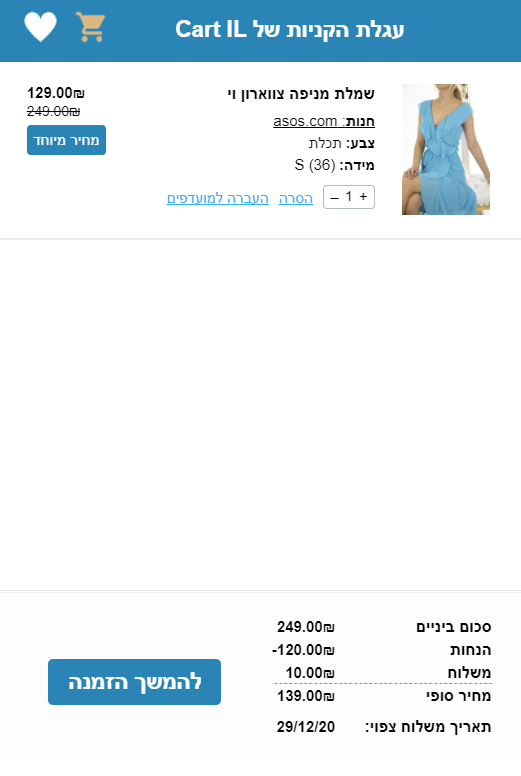 עגלת הקניות של Cart IL
שמלת מניפה צווארון וי
חנות: asos.com
צבע: תכלת
מידה: S (36)
+ 1 –
הסרה
העברה למועדפים
129.00₪
249.00₪
מחיר מיוחד
סכום ביניים 249.00₪
הנחות -120.00₪
משלוח 10.00₪
מחיר סופי 139.00₪
תאריך משלוח צפוי: 29/12/20
להמשך הזמנה